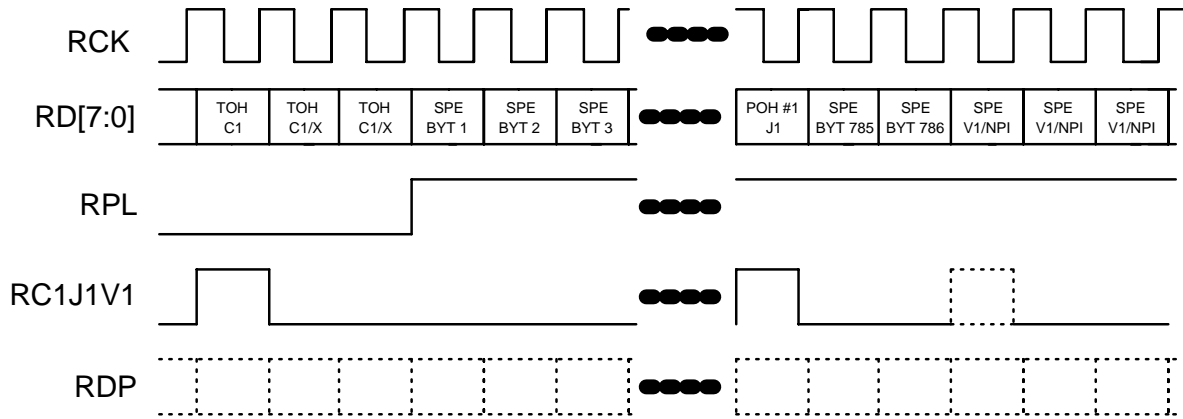 RCK
RD[7:0]
TOH
C1
TOH
C1/X
TOH
C1/X
SPE
BYT 1
SPE
BYT 2
SPE
BYT 3
POH #1
J1
SPE
BYT 785
SPE
BYT 786
SPE
V1/NPI
SPE
V1/NPI
SPE
V1/NPI
RPL
RC1J1V1
RDP